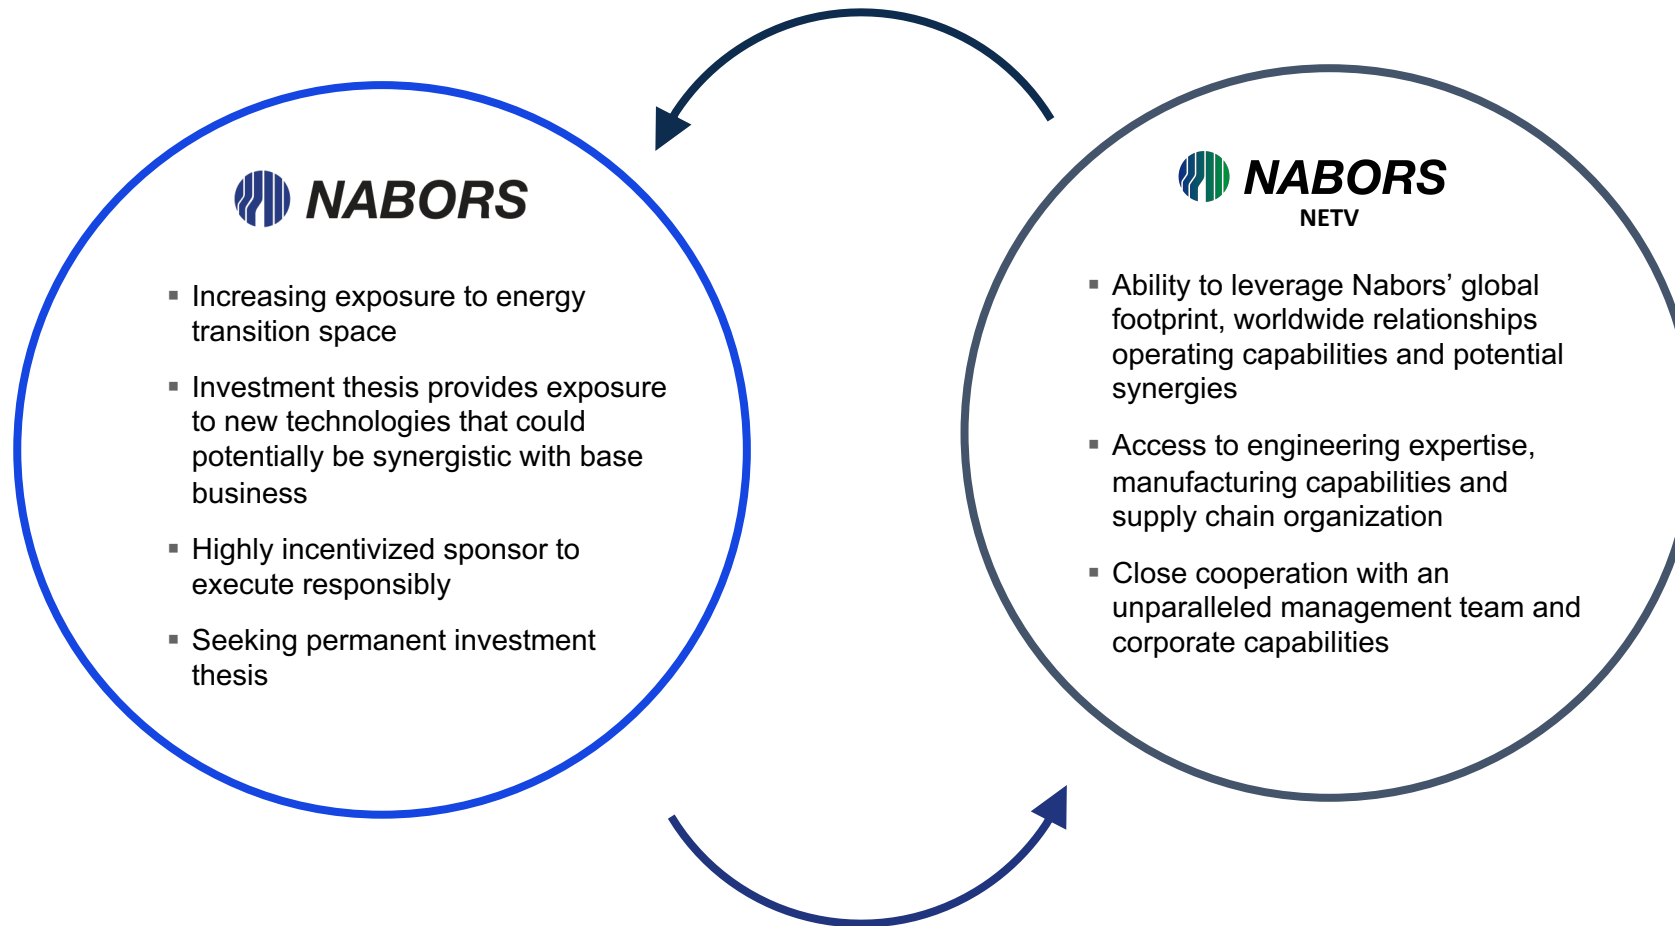 NABORS
▪ Increasing exposure to energy
transition space
▪ Investment thesis provides exposure
to new technologies that could
potentially be synergistic with base
business
▪ Highly incentivized sponsor to
execute responsibly
▪ Seeking permanent investment
thesis
NABORS
NETV
▪ Ability to leverage Nabors’ global
footprint, worldwide relationships
operating capabilities and potential
synergies
▪ Access to engineering expertise,
manufacturing capabilities and
supply chain organization
▪ Close cooperation with an
unparalleled management team and
corporate capabilities